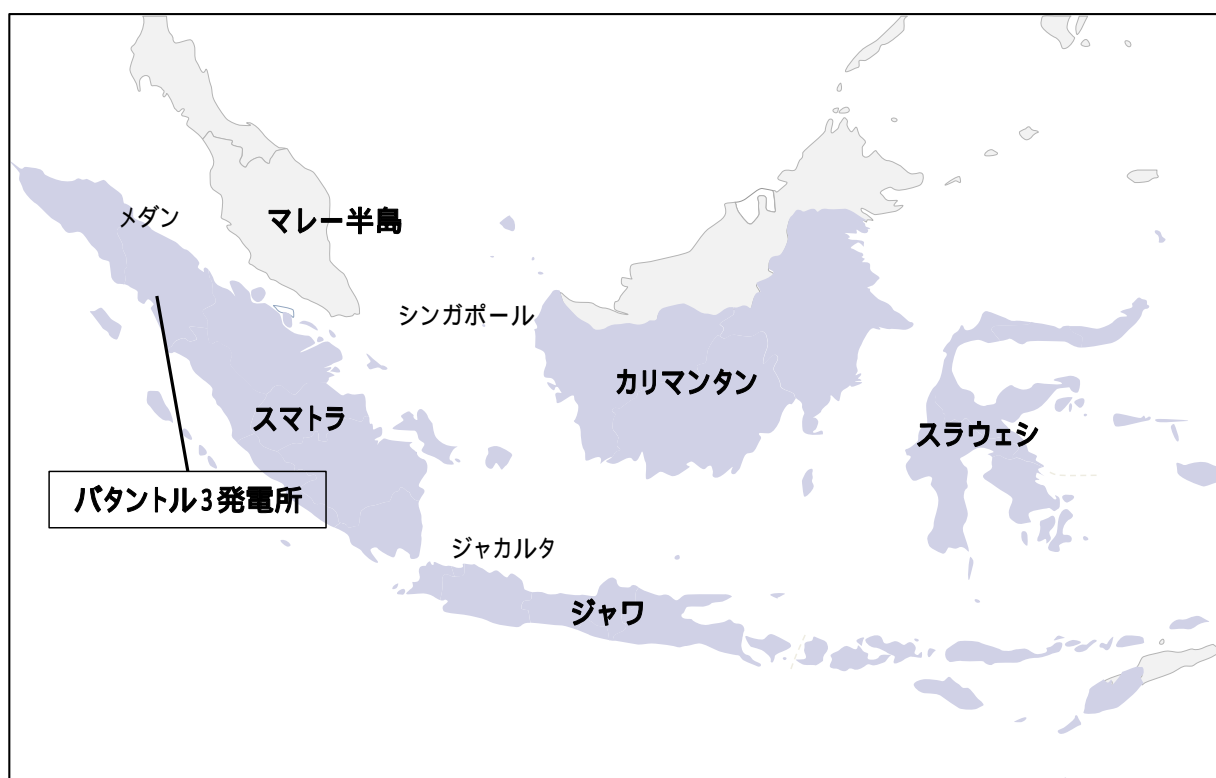 メダン
マレー半島
シンガポール
カリマンタン
スマトラ
スラウェシ
バタントル3発電所
ジャカルタ
ジャワ